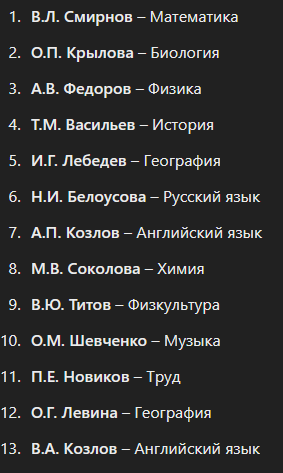 1. В.Л. Смирнов – Математика
2. О.П. Крылова – Биология
3. А.В. Федоров – Физика
4. Т.М. Васильев – История
5. И.Г. Лебедев – География
6. Н.И. Белоусова – Русский язык
7. А.П. Козлов – Английский язык
8. М.В. Соколова – Химия
9. В.Ю. Титов – Физкультура
10. О.М. Шевченко – Музыка
11. П.Е. Новиков – Труд
12. О.Г. Левина – География
13. В.А. Козлов – Английский язык